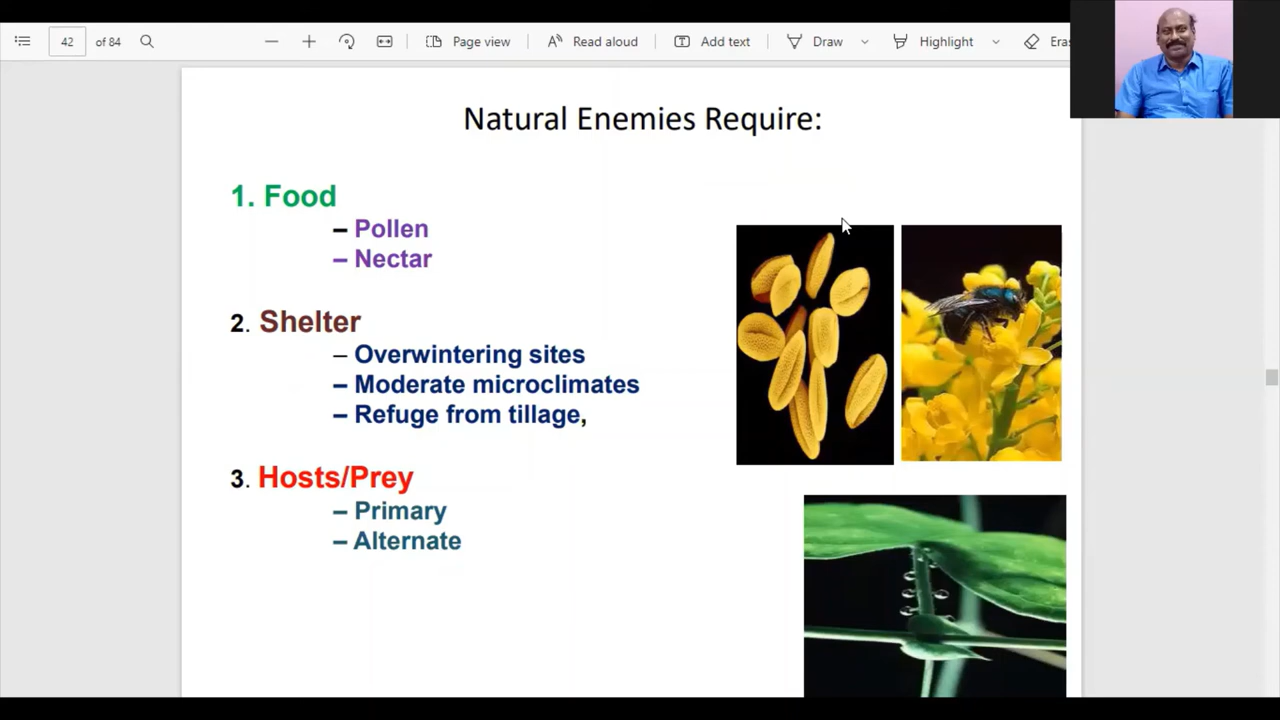 42 of 84 Page view Read aloud Add text Draw Highlight Eras
Natural Enemies Require:
1. Food
– Pollen
– Nectar
2. Shelter
– Overwintering sites
– Moderate microclimates
– Refuge from tillage,
3. Hosts/Prey
– Primary
– Alternate